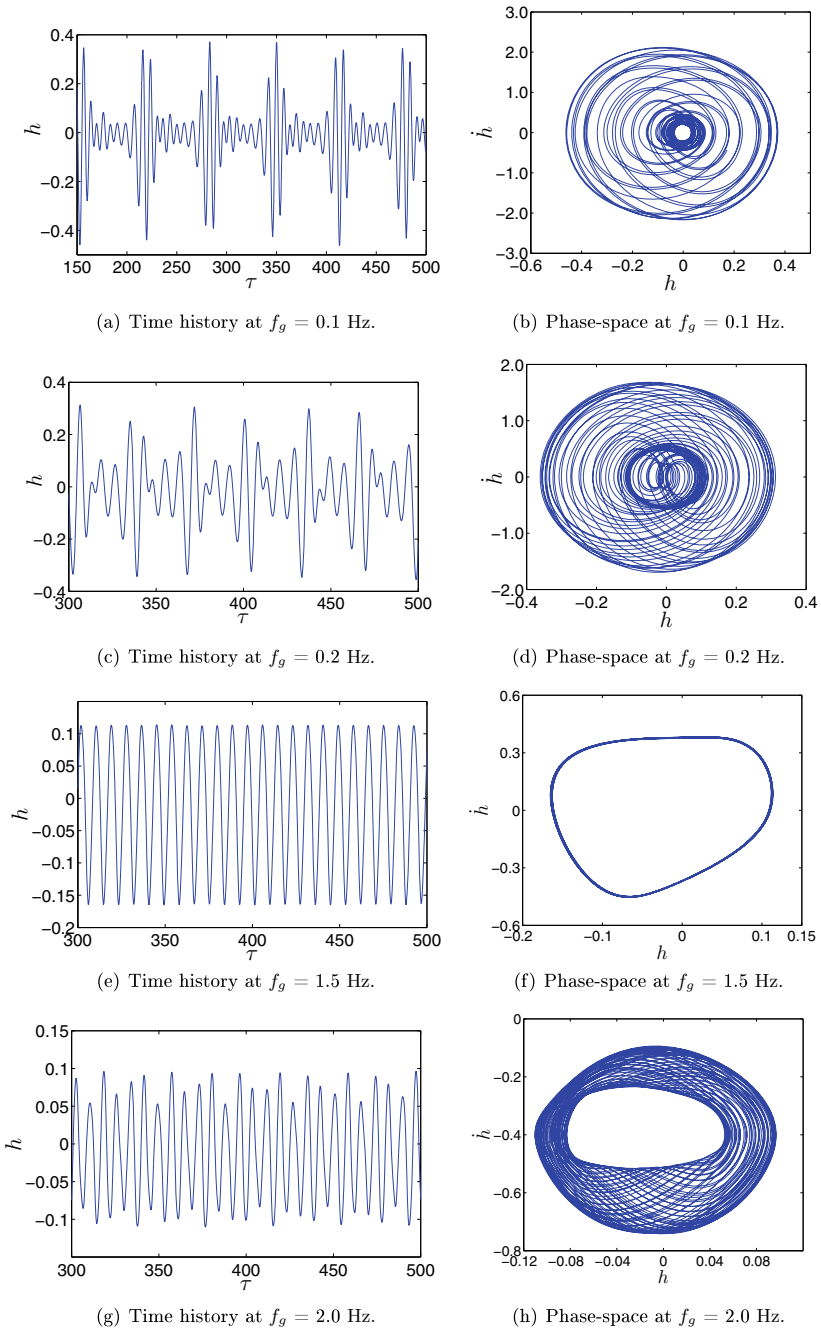 0.4
0.2
0
−0.2
−0.4
h
150 200 250 300 350 400 450 500
τ
(a) Time history at f_g = 0.1 Hz.
3.0
2.0
1.0
0
−1.0
−2.0
−3.0
ḣ
−0.6 −0.4 −0.2 0 0.2 0.4
h
(b) Phase-space at f_g = 0.1 Hz.
0.4
0.2
0
−0.2
−0.4
h
300 350 400 450 500
τ
(c) Time history at f_g = 0.2 Hz.
2.0
1.0
0
−1.0
−2.0
ḣ
−0.4 −0.2 0 0.2 0.4
h
(d) Phase-space at f_g = 0.2 Hz.
0.1
0.05
0
−0.05
−0.1
−0.15
−0.2
h
300 350 400 450 500
τ
(e) Time history at f_g = 1.5 Hz.
0.6
0.3
0
−0.3
−0.6
ḣ
−0.2 −0.1 0 0.1 0.15
h
(f) Phase-space at f_g = 1.5 Hz.
0.15
0.1
0.05
0
−0.05
−0.1
h
300 350 400 450 500
τ
(g) Time history at f_g = 2.0 Hz.
0
−0.2
−0.4
−0.6
−0.8
ḣ
−0.12 −0.08 −0.04 0 0.04 0.08
h
(h) Phase-space at f_g = 2.0 Hz.